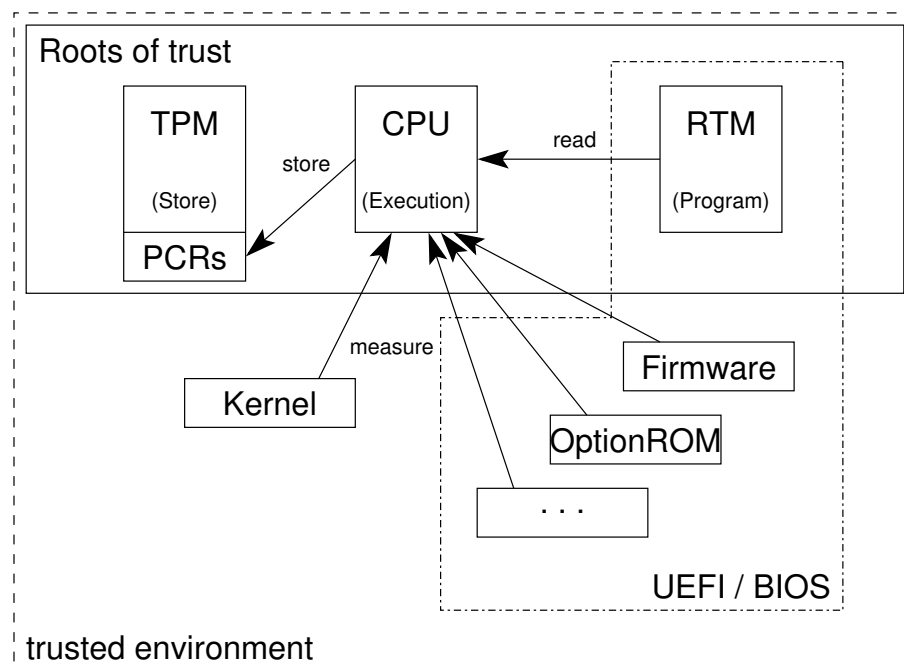 Roots of trust
TPM
(Store)
PCRs
store
CPU
(Execution)
read
RTM
(Program)
measure
Kernel
Firmware
OptionROM
. . .
UEFI / BIOS
trusted environment